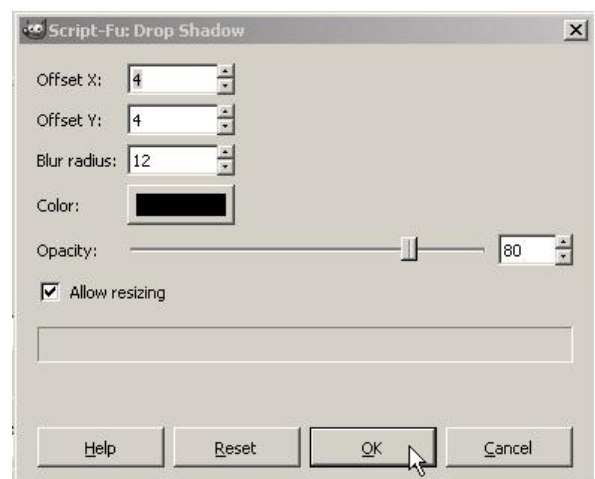 Script-Fu: Drop Shadow
Offset X: 4
Offset Y: 4
Blur radius: 12
Color:
Opacity: 80
Allow resizing
Help Reset OK Cancel